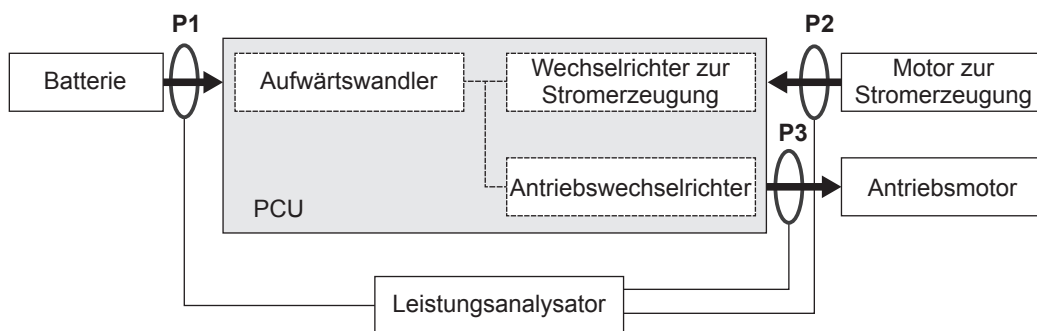 P1
P2
Batterie
Aufwärtswandler
Wechselrichter zur
Stromerzeugung
Motor zur
Stromerzeugung
P3
Antriebswechselrichter
Antriebsmotor
PCU
Leistungsanalysator